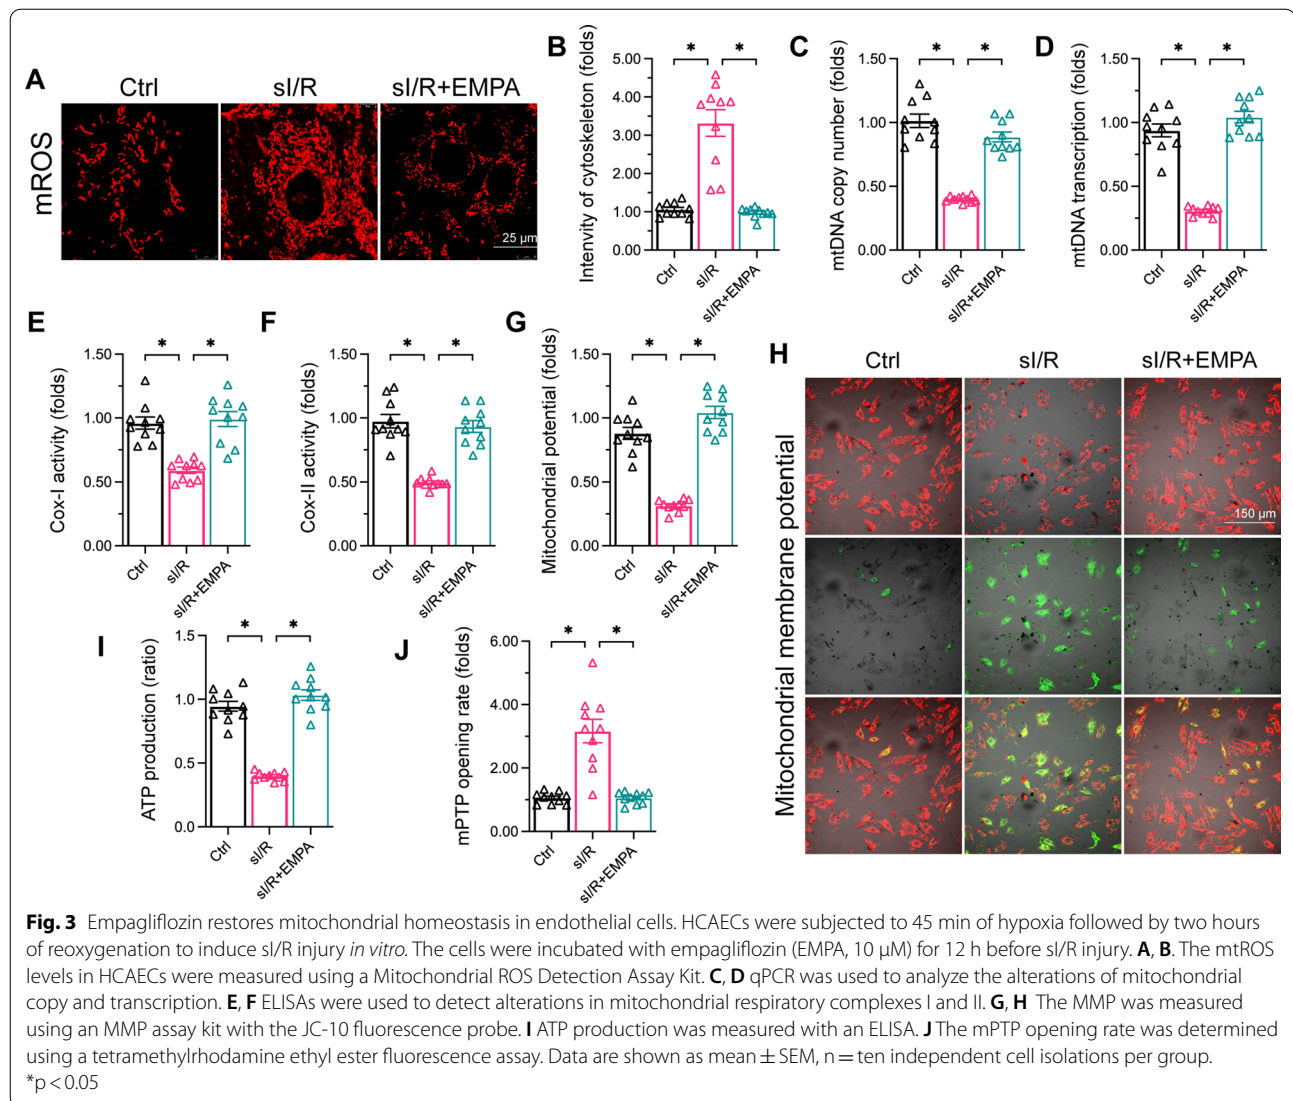 A
Ctrl
sI/R
sI/R+EMPA
mROS
25 µm
B
Intenvity of cytoskeleton (folds)
5.00
4.00
3.00
2.00
1.00
0.00
* *
Ctrl
sI/R
sI/R+EMPA
C
mtDNA copy number (folds)
1.50
1.00
0.50
0.00
* *
Ctrl
sI/R
sI/R+EMPA
D
mtDNA transcription (folds)
1.50
1.00
0.50
0.00
* *
Ctrl
sI/R
sI/R+EMPA
E
Cox-I activity (folds)
1.50
1.00
0.50
0.00
* *
Ctrl
sI/R
sI/R+EMPA
F
Cox-II activity (folds)
1.50
1.00
0.50
0.00
* *
Ctrl
sI/R
sI/R+EMPA
G
Mitochondrial potential (folds)
1.50
1.00
0.50
0.00
* *
Ctrl
sI/R
sI/R+EMPA
H
Ctrl
sI/R
sI/R+EMPA
Mitochondrial membrane potential
150 µm
I
ATP production (ratio)
1.5
1.0
0.5
0.0
* *
Ctrl
sI/R
sI/R+EMPA
J
mPTP opening rate (folds)
6.00
4.00
2.00
0.00
* *
Ctrl
sI/R
sI/R+EMPA
Fig. 3 Empagliflozin restores mitochondrial homeostasis in endothelial cells. HCAECs were subjected to 45 min of hypoxia followed by two hours
of reoxygenation to induce sI/R injury in vitro. The cells were incubated with empagliflozin (EMPA, 10 µM) for 12 h before sI/R injury. A, B. The mtROS
levels in HCAECs were measured using a Mitochondrial ROS Detection Assay Kit. C, D qPCR was used to analyze the alterations of mitochondrial
copy and transcription. E, F ELISAs were used to detect alterations in mitochondrial respiratory complexes I and II. G, H The MMP was measured
using an MMP assay kit with the JC-10 fluorescence probe. I ATP production was measured with an ELISA. J The mPTP opening rate was determined
using a tetramethylrhodamine ethyl ester fluorescence assay. Data are shown as mean ± SEM, n = ten independent cell isolations per group.
*p < 0.05